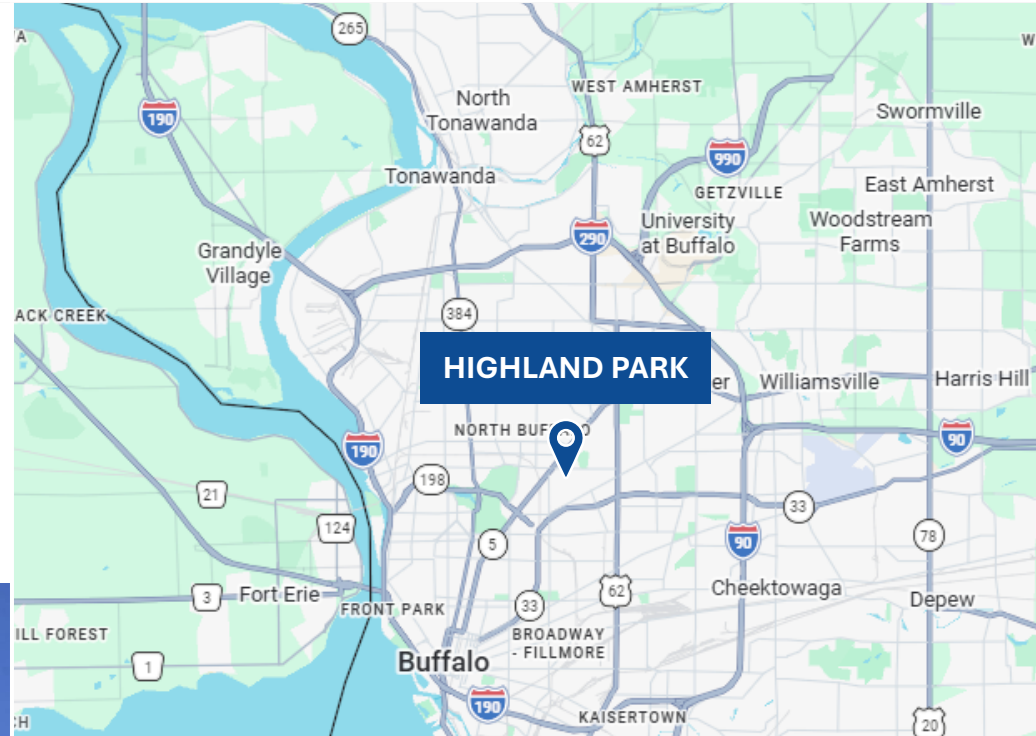 265
190
North
Tonawanda
WEST AMHERST
62
990
Swormville
Tonawanda
GETZVILLE
East Amherst
University
at Buffalo
Woodstream
Farms
290
Grandyle
Village
ACK CREEK
384
HIGHLAND PARK
er
Williamsville
Harris Hill
NORTH BUF O
190
90
198
21
33
124
5
90
78
3
Fort Erie
FRONT PARK
33
62
Cheektowaga
Depew
ILL FOREST
BROADWAY
- FILLMORE
1
Buffalo
190
KAISERTOWN
20